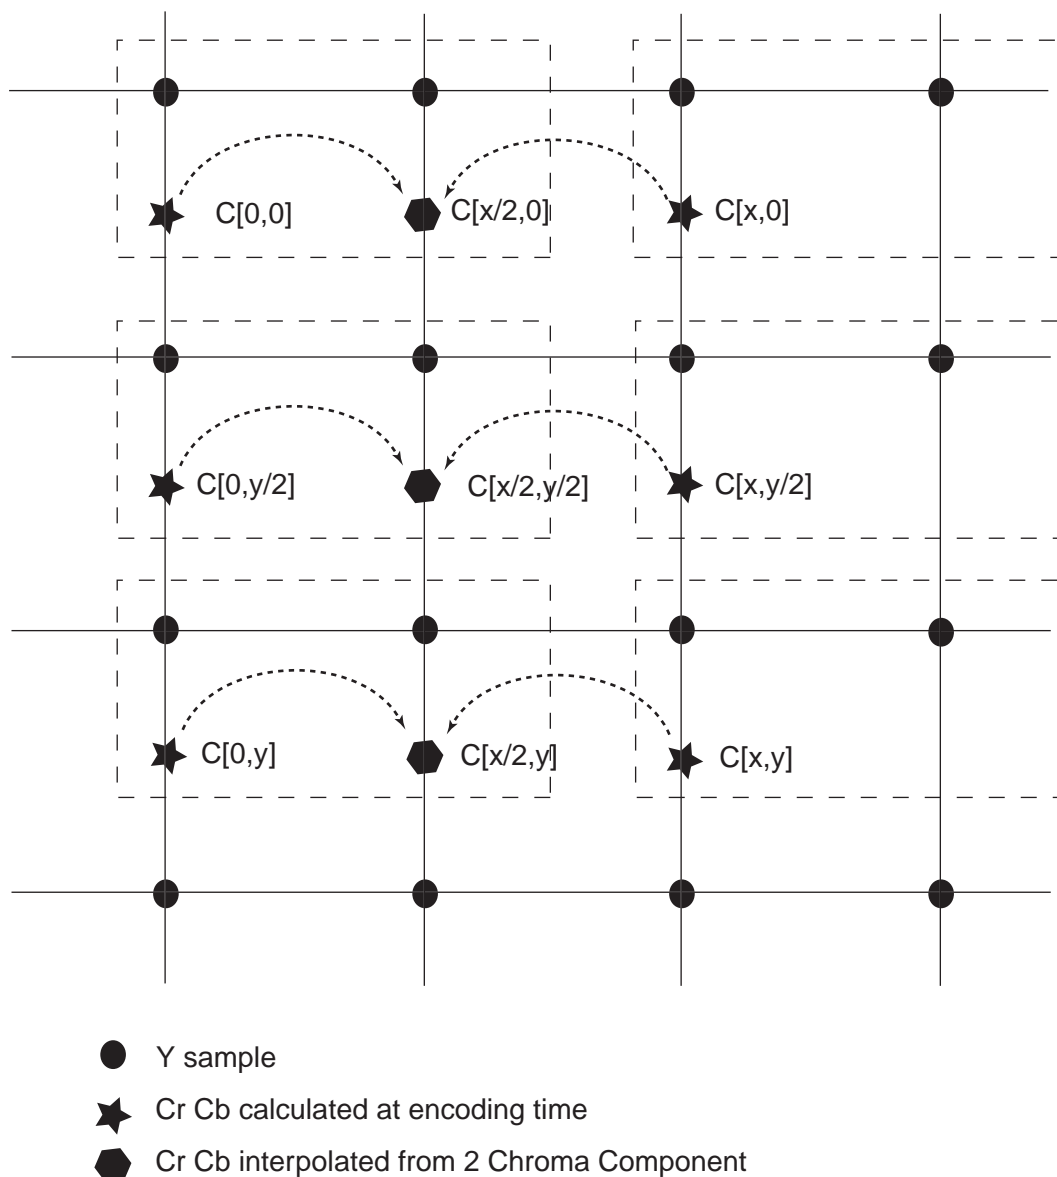 C[0,0] C[x/2,0] C[x,0]
C[0,y/2] C[x/2,y/2] C[x,y/2]
C[0,y] C[x/2,y] C[x,y]
Y sample
Cr Cb calculated at encoding time
Cr Cb interpolated from 2 Chroma Component